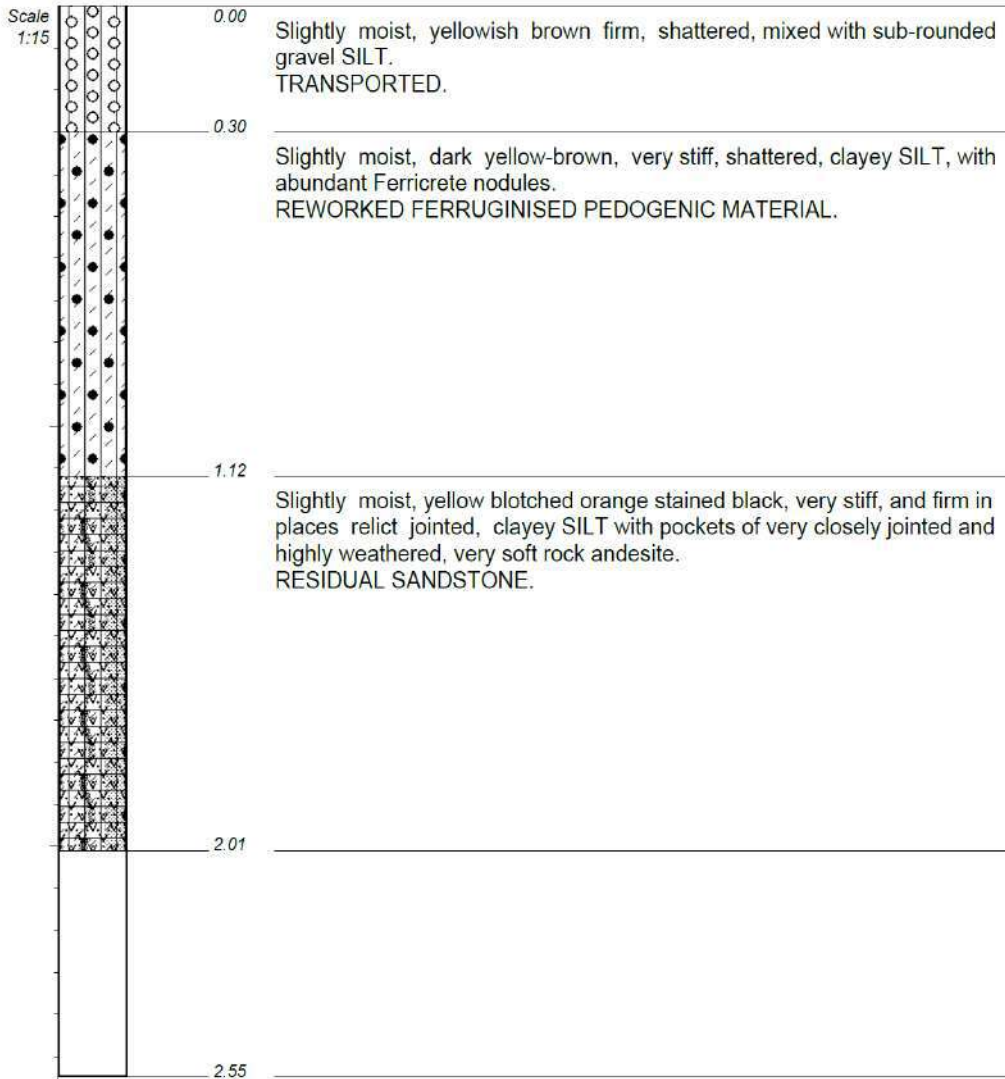 Scale
1:15
0.00
Slightly moist, yellowish brown firm, shattered, mixed with sub-rounded
gravel SILT.
TRANSPORTED.
0.30
Slightly moist, dark yellow-brown, very stiff, shattered, clayey SILT, with
abundant Ferricrete nodules.
REWORKED FERRUGINISED PEDOGENIC MATERIAL.
1.12
Slightly moist, yellow blotched orange stained black, very stiff, and firm in
places relict jointed, clayey SILT with pockets of very closely jointed and
highly weathered, very soft rock andesite.
RESIDUAL SANDSTONE.
2.01
2.55